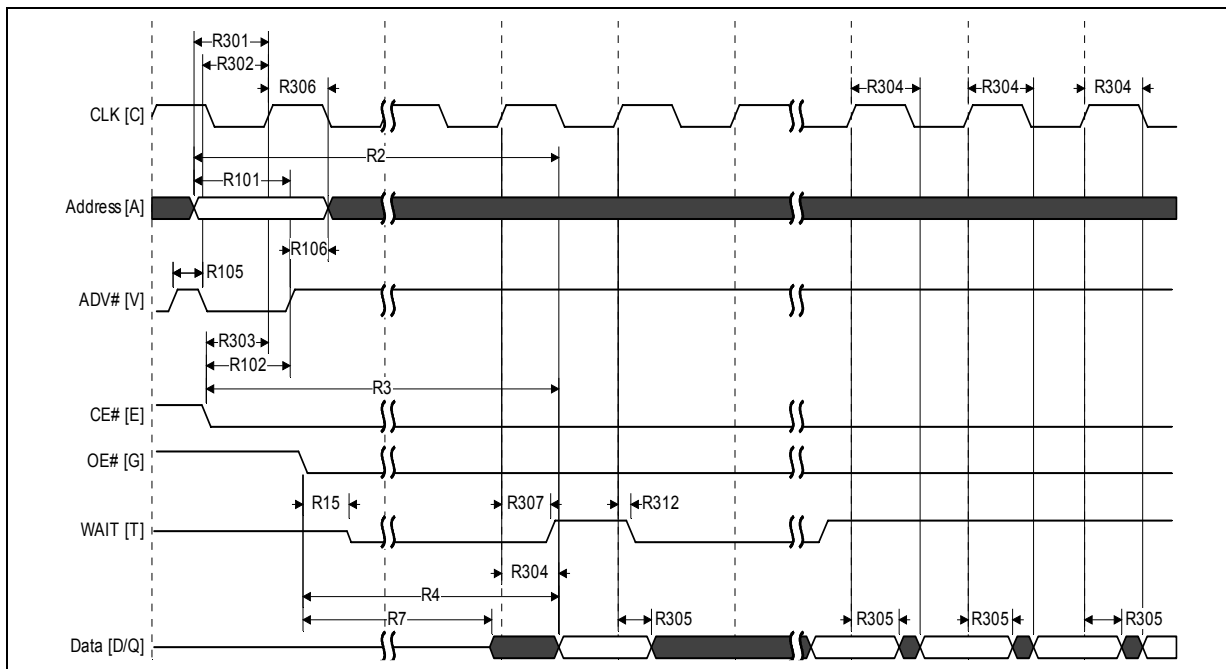 R301
R302
R306
R304 R304 R304
CLK [C]
R2
R101
Address [A]
R106
R105
ADV# [V]
R303
R102
R3
CE# [E]
OE# [G]
R15 R307 R312
WAIT [T]
R304
R4
R7
R305 R305 R305 R305
Data [D/Q]